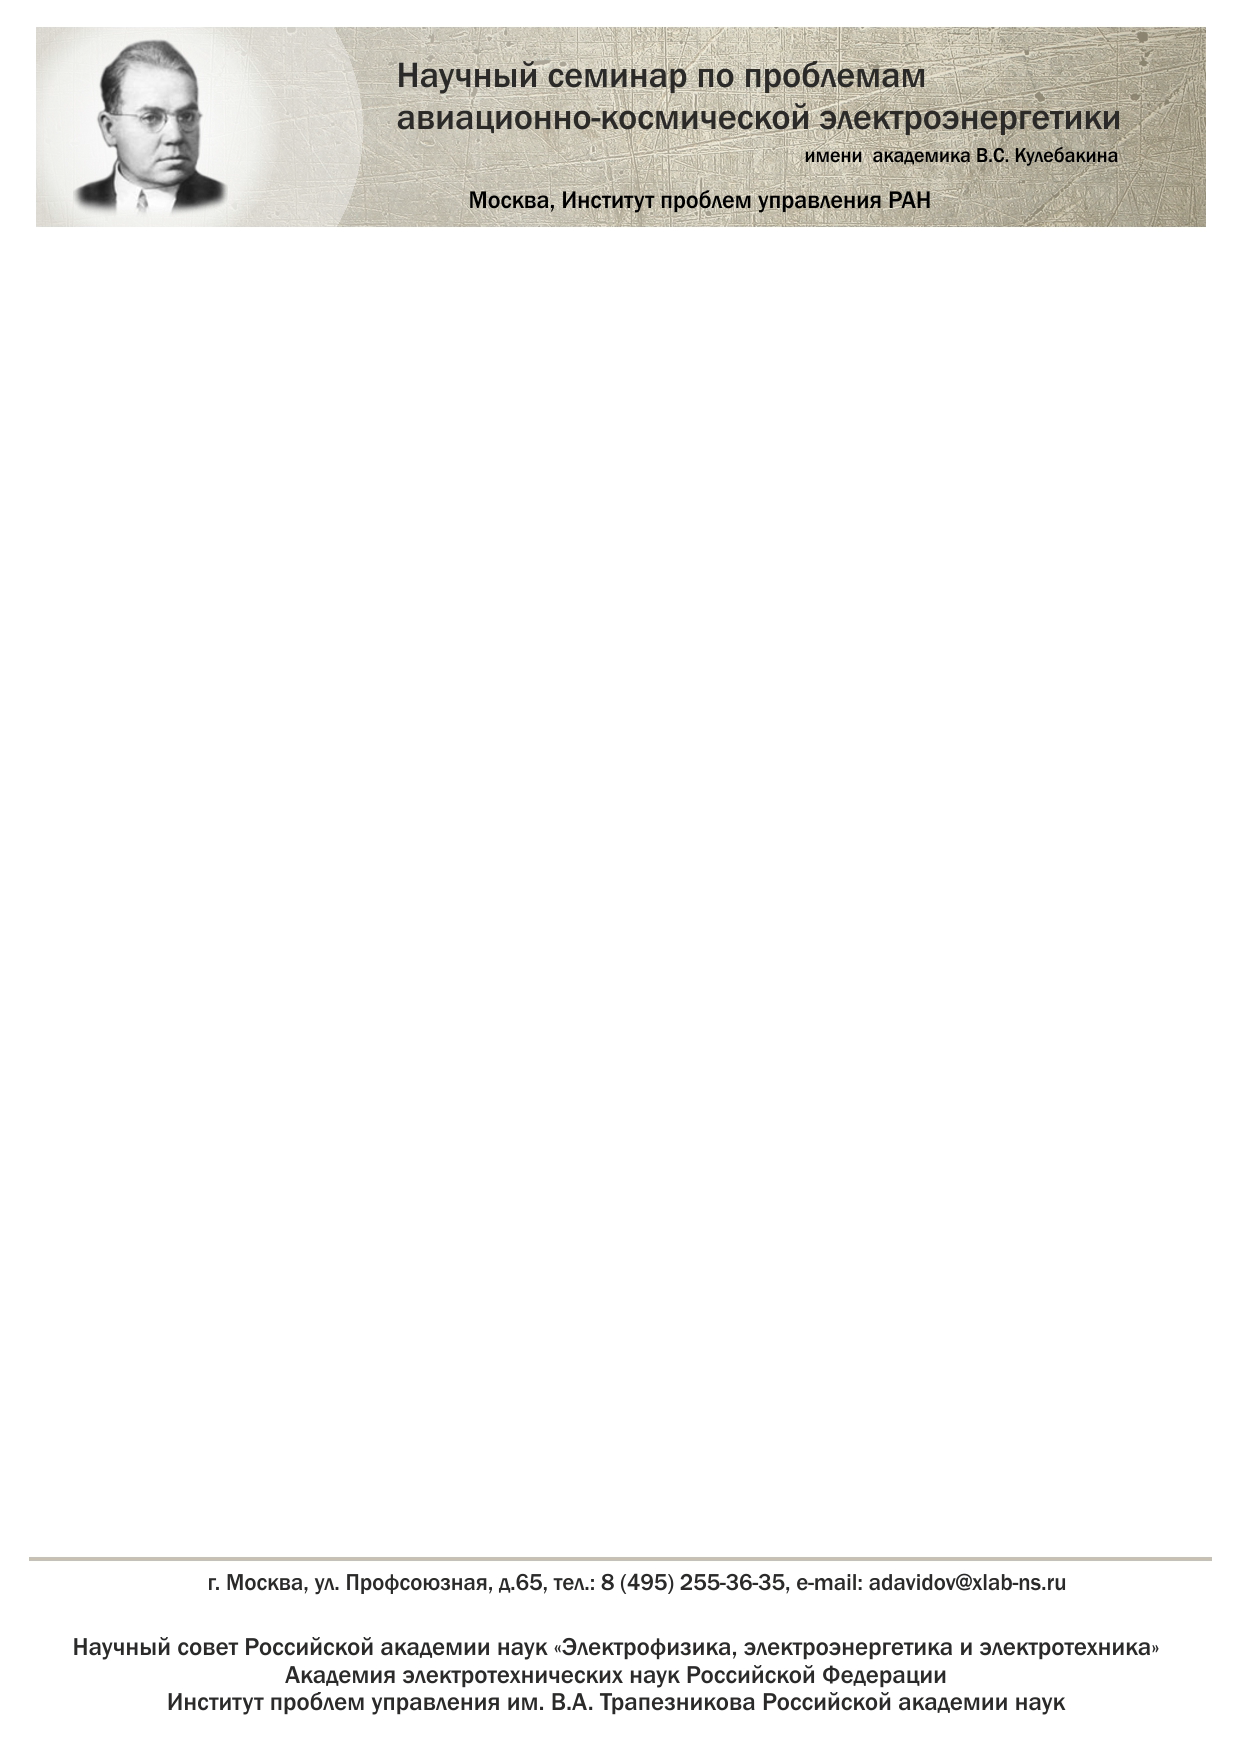 Научный семинар по проблемам
авиационно-космической электроэнергетики
имени академика В.С. Кулебакина
Москва, Институт проблем управления РАН
г. Москва, ул. Профсоюзная, д.65, тел.: 8 (495) 255-36-35, e-mail: adavidov@xlab-ns.ru
Научный совет Российской академии наук «Электрофизика, электроэнергетика и электротехника»
Академия электротехнических наук Российской Федерации
Институт проблем управления им. В.А. Трапезникова Российской академии наук